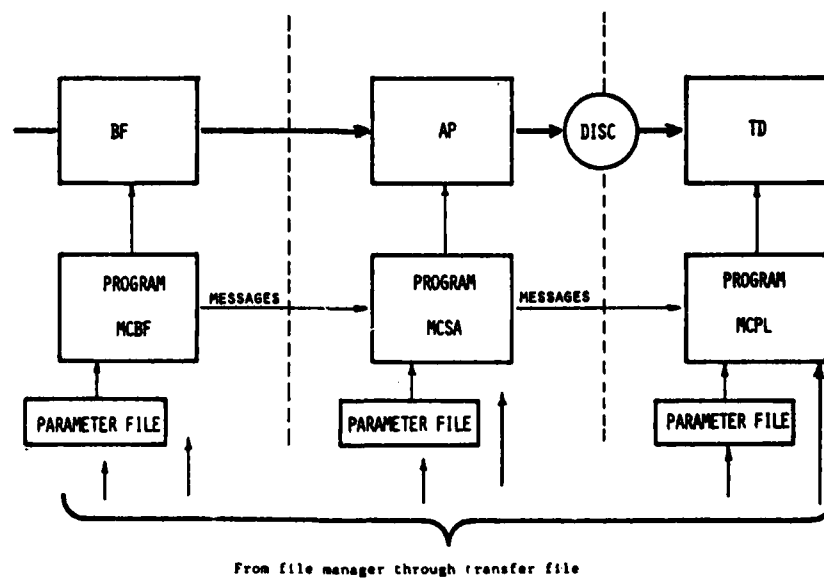 BF
AP
DISC
TD
PROGRAM
MCBF
MESSAGES
PROGRAM
MCSA
MESSAGES
PROGRAM
MCPL
PARAMETER FILE
PARAMETER FILE
PARAMETER FILE
From file manager through transfer file